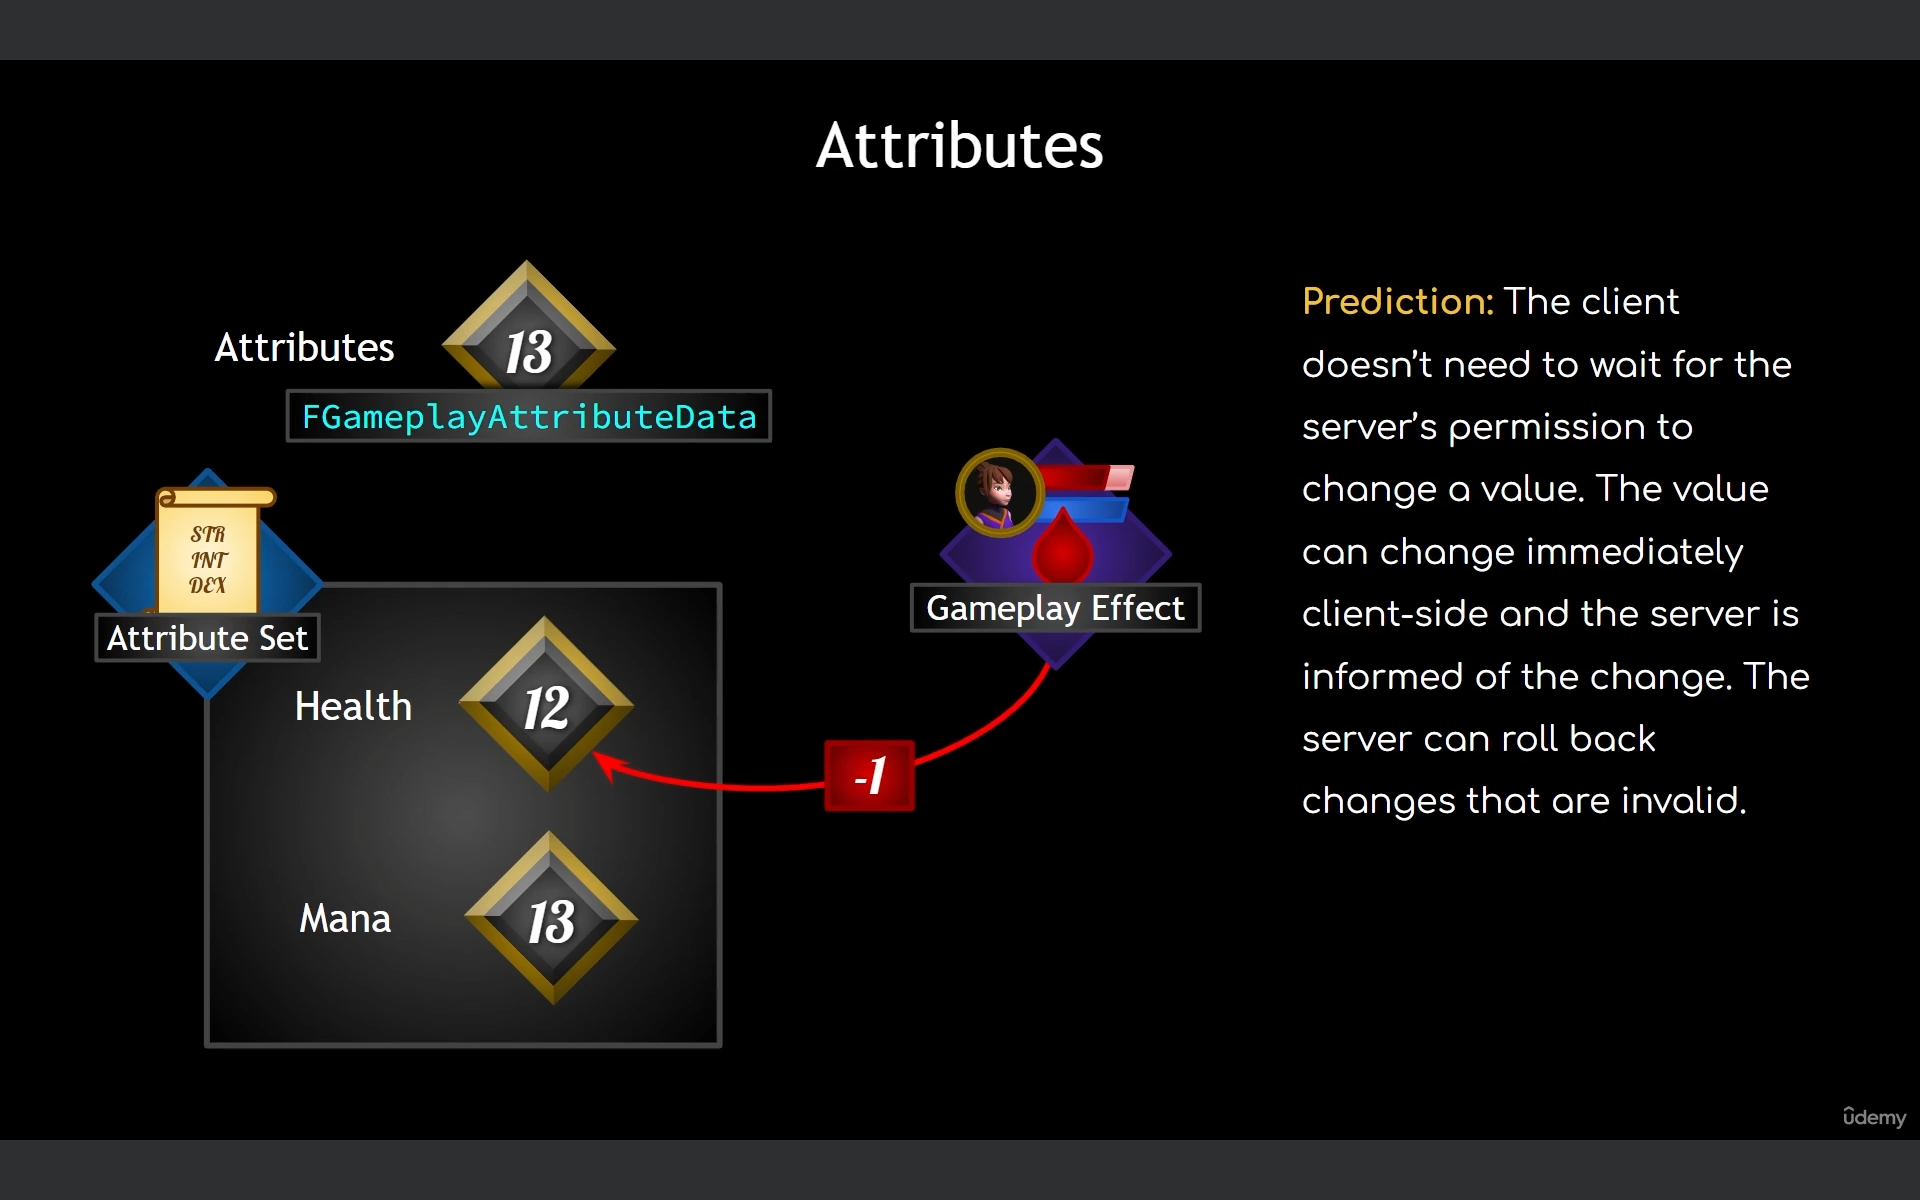 Attributes
Attributes
13
FGameplayAttributeData
STR
INT
DEX
Attribute Set
Health
12
Mana
13
Gameplay Effect
-1
Prediction: The client
doesn’t need to wait for the
server’s permission to
change a value. The value
can change immediately
client-side and the server is
informed of the change. The
server can roll back
changes that are invalid.
ûdemy